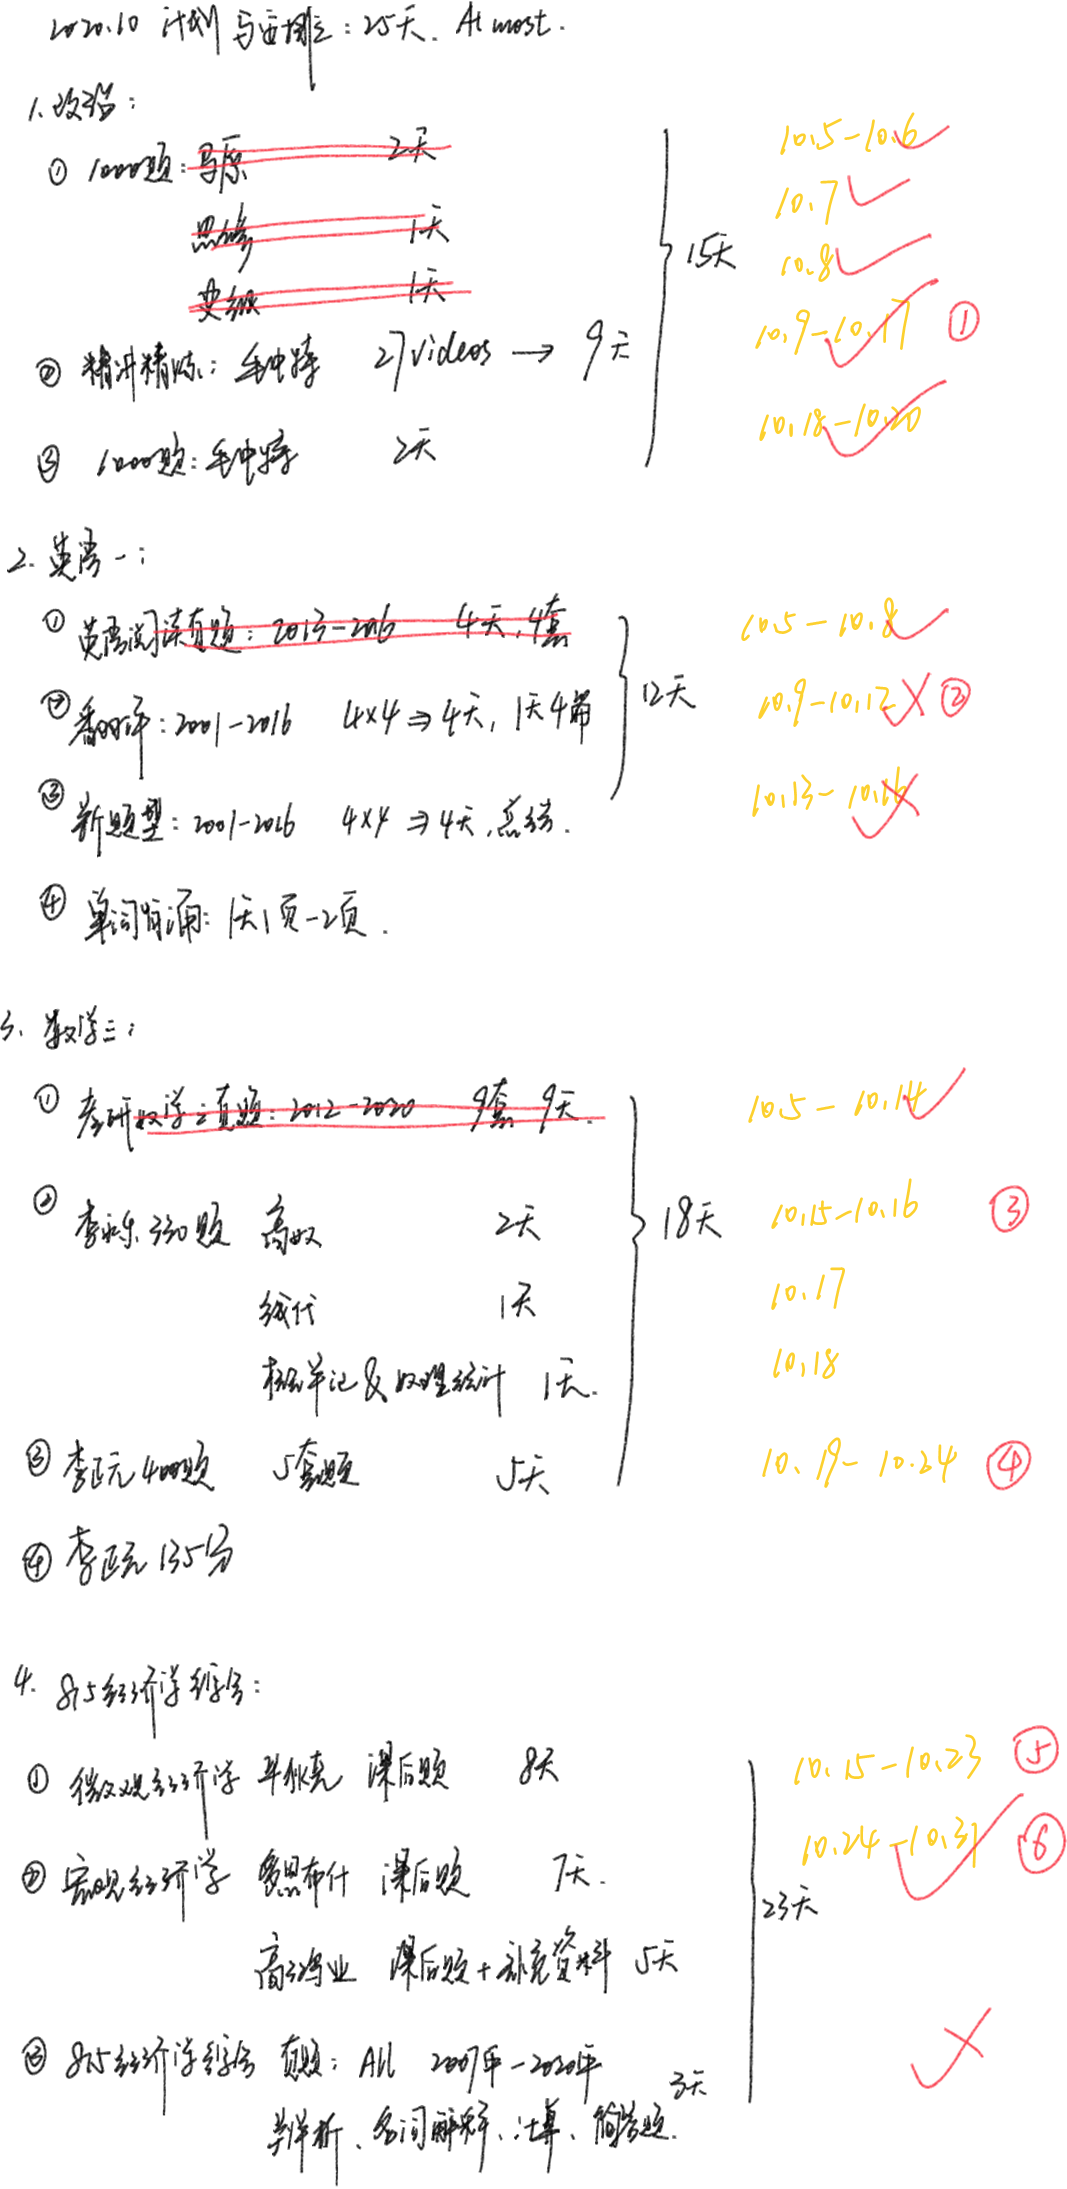 2020.10 计划与安排: 25天. At most.
1. 政治:
① 1000题: 马原 2天 10.5-10.6
思修 1天 10.7
15天 10.8
史纲 1天
10.9-10.17 ①
② 精讲精练: 毛中特 27videos → 9天
10.18-10.20
③ 1000题: 毛中特 2天
2. 英语一:
① 英语阅读真题: 2013-2016 4天, 4套 10.5-10.8
② 翻译: 2001-2016 4×4⇒4天, 1天4篇 12天 10.9-10.12 ②
③ 新题型: 2001-2016 4×4⇒4天, 总结. 10.13-10.16
④ 单词背诵: 1天1页-2页.
3. 数学三:
① 考研数学三真题: 2012-2020 9套 9天. 10.5-10.14
② 李永乐 330题 高数 2天 18天 10.15-10.16 ③
线代 1天 10.17
概率论&数理统计 1天. 10.18
③ 李正元400题 5套题 5天 10.19-10.24 ④
④ 李正元135分
4. 815经济学综合:
① 微观经济学 平狄克 课后题 8天 10.15-10.23 ⑤
10.24-10.31 ⑥
② 宏观经济学 多恩布什 课后题 7天.
23天
高鸿业 课后题+补充资料 5天
③ 815经济学综合 真题: All 2007年-2020年
3天
辨析、名词解释、计算、简答题.